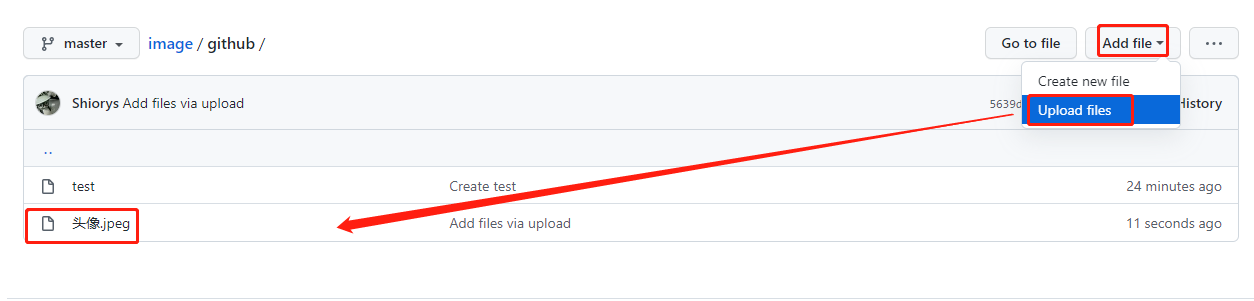 master image / github / Go to file Add file ...
Create new file
Shiorys Add files via upload 5639d History
Upload files
..
test Create test 24 minutes ago
头像.jpeg Add files via upload 11 seconds ago